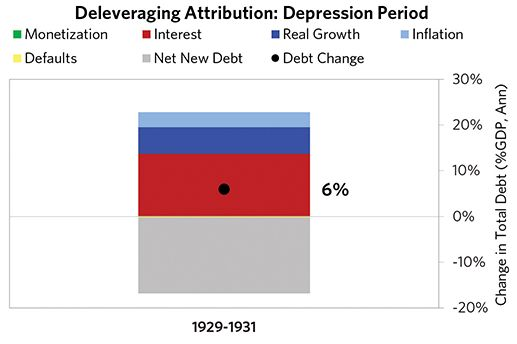 Deleveraging Attribution: Depression Period
Monetization Interest Real Growth Inflation
Defaults Net New Debt Debt Change
30%
20%
10%
6%
0%
-10%
-20%
Change in Total Debt (%GDP, Ann)
1929-1931